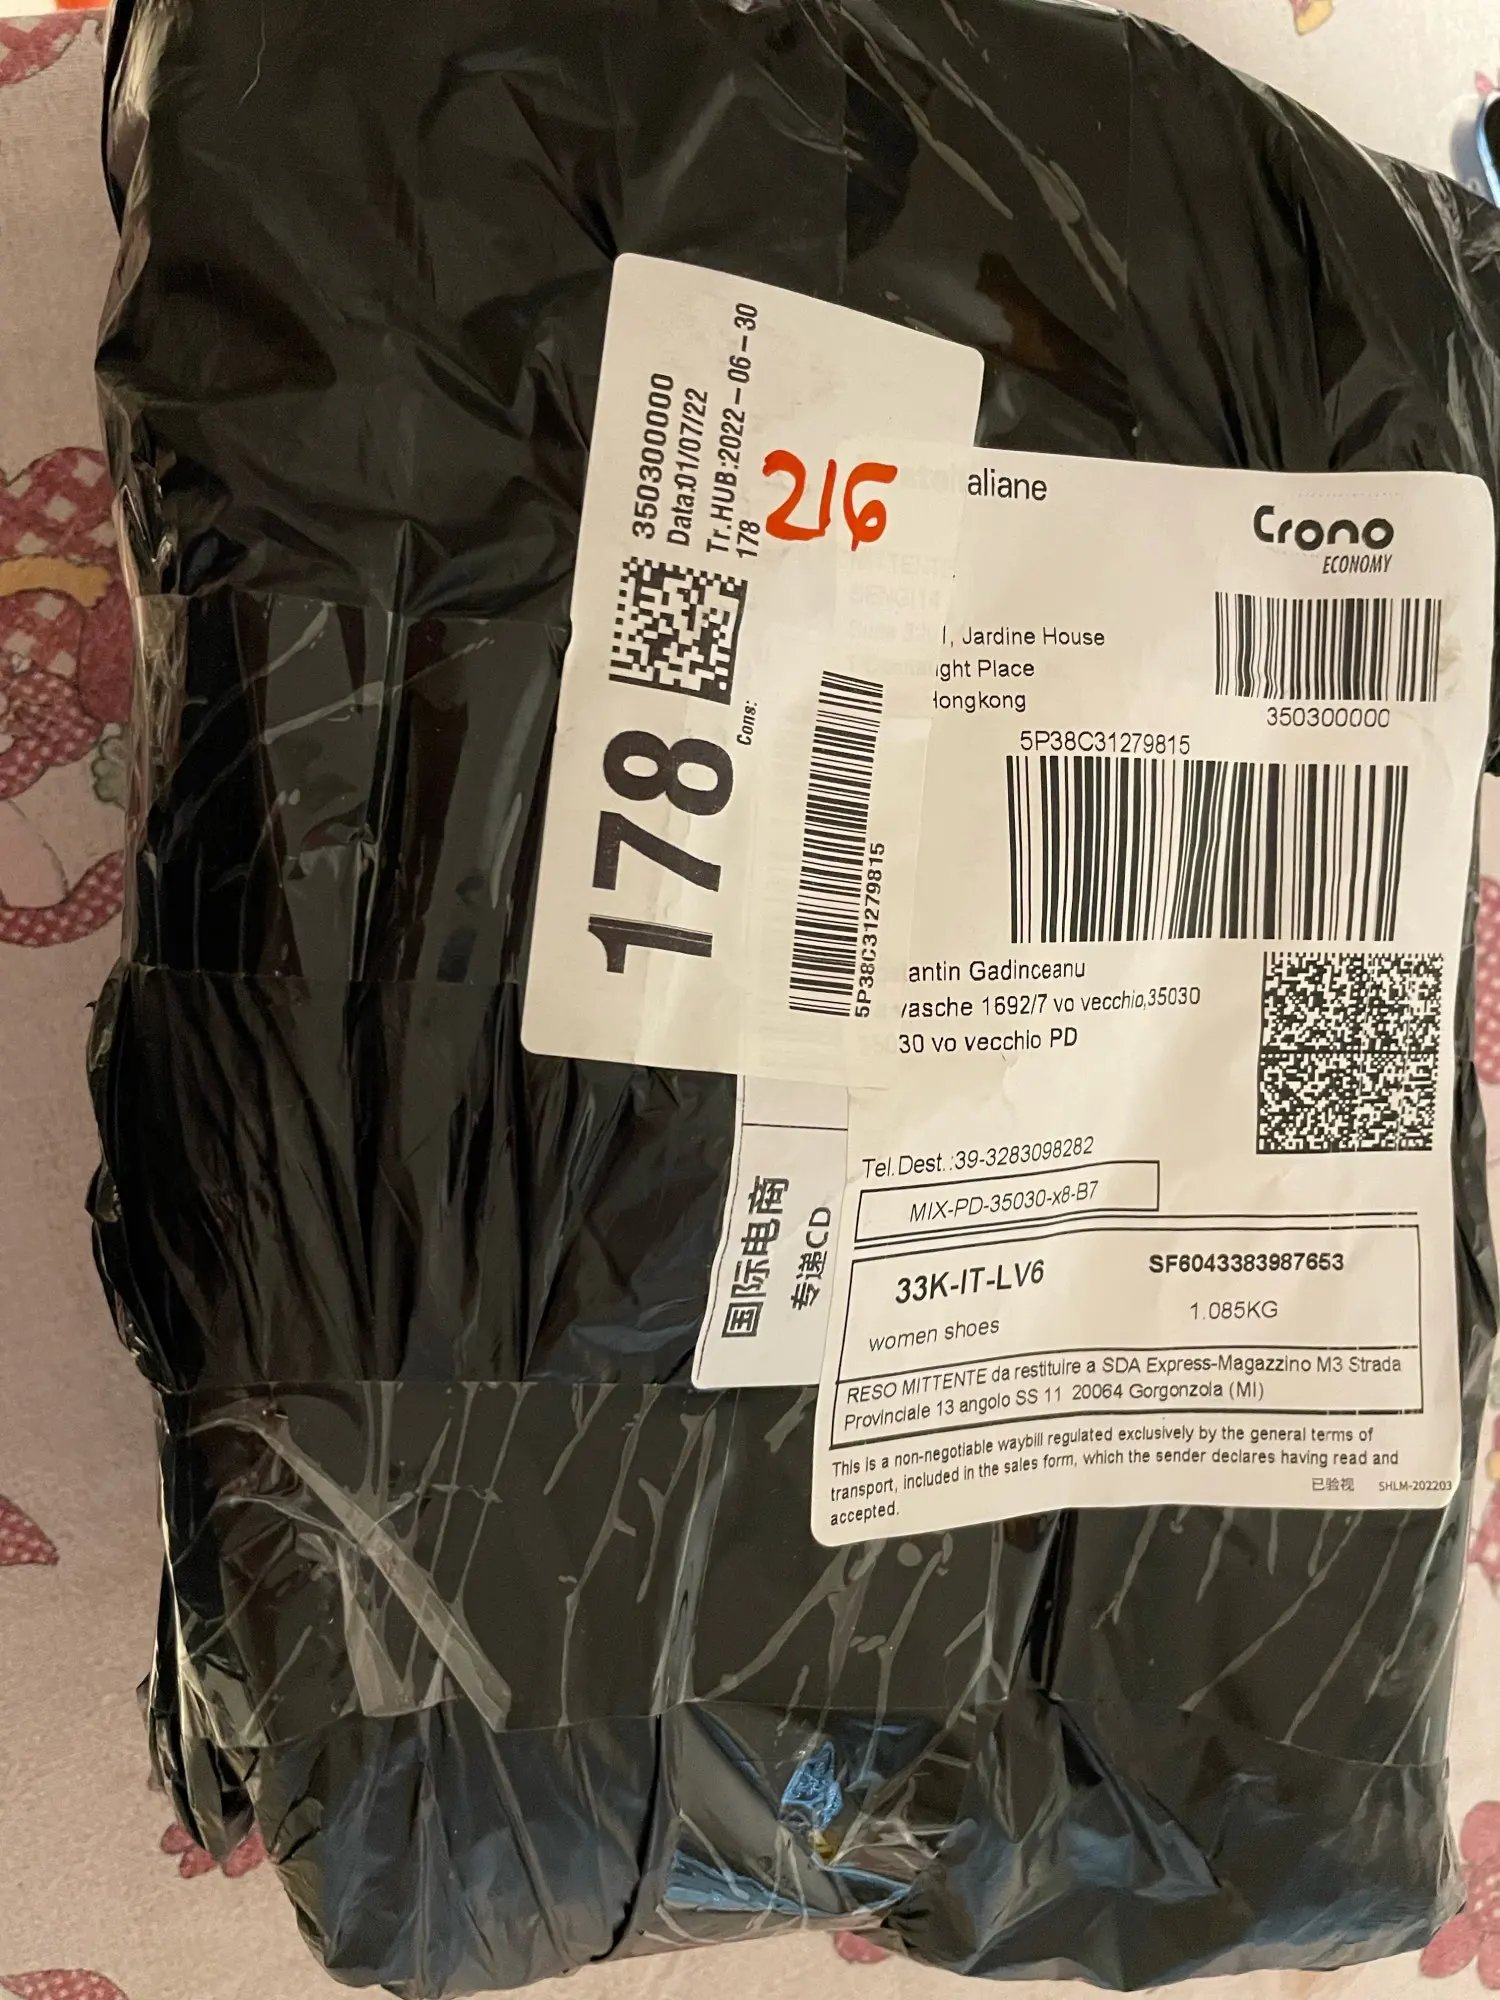 350300000
Data:01/07/22
Tr.HUB:2022-06-30
178
216
178
Cons:
5P38C31279815
aliane
Crono
ECONOMY
l, Jardine House
ight Place
Hongkong
350300000
5P38C31279815
antin Gadinceanu
vasche 1692/7 vo vecchio,35030
30 vo vecchio PD
Tel.Dest.:39-3283098282
MIX-PD-35030-x8-B7
国际电商
专递CD
33K-IT-LV6
SF6043383987653
1.085KG
women shoes
RESO MITTENTE da restituire a SDA Express-Magazzino M3 Strada
Provinciale 13 angolo SS 11 20064 Gorgonzola (MI)
This is a non-negotiable waybill regulated exclusively by the general terms of
transport, included in the sales form, which the sender declares having read and
accepted.
已验视 SHLM-202203